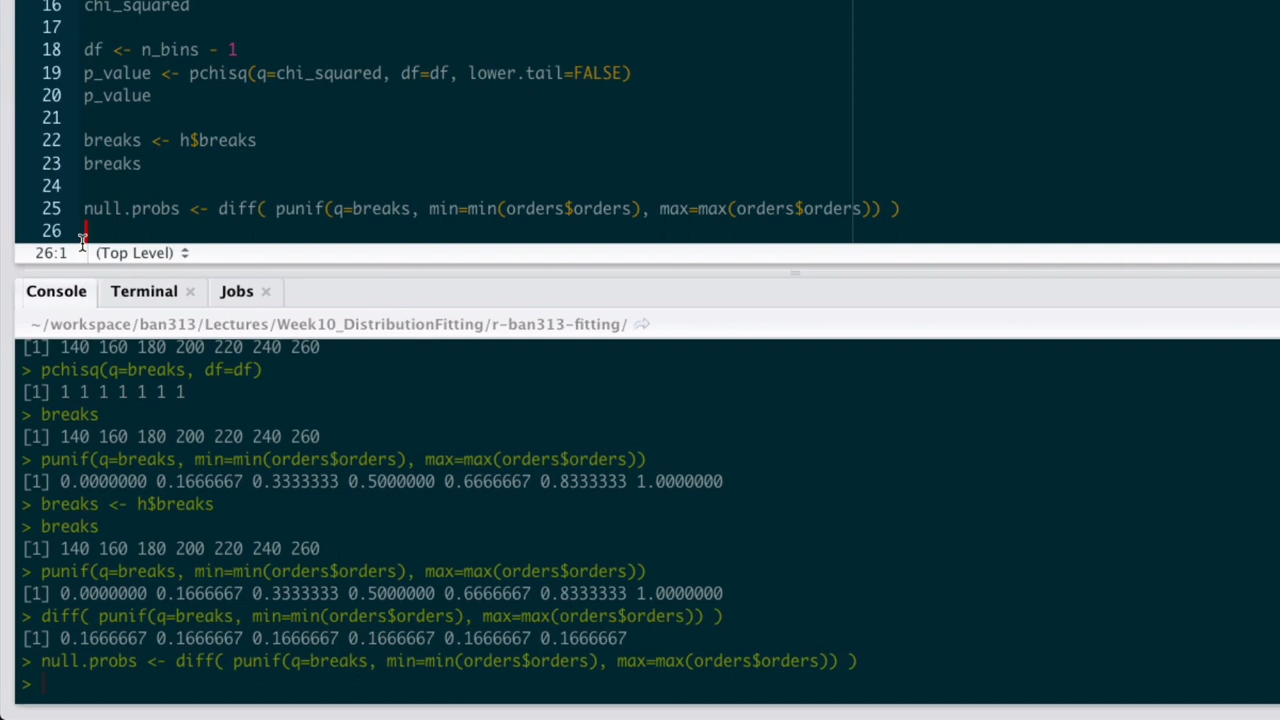 16 chi_squared
17
18 df <- n_bins - 1
19 p_value <- pchisq(q=chi_squared, df=df, lower.tail=FALSE)
20 p_value
21
22 breaks <- h$breaks
23 breaks
24
25 null.probs <- diff( punif(q=breaks, min=min(orders$orders), max=max(orders$orders)) )
26
26:1 (Top Level)
Console Terminal Jobs
~/workspace/ban313/Lectures/Week10_DistributionFitting/r-ban313-fitting/
[1] 140 160 180 200 220 240 260
> pchisq(q=breaks, df=df)
[1] 1 1 1 1 1 1 1
> breaks
[1] 140 160 180 200 220 240 260
> punif(q=breaks, min=min(orders$orders), max=max(orders$orders))
[1] 0.0000000 0.1666667 0.3333333 0.5000000 0.6666667 0.8333333 1.0000000
> breaks <- h$breaks
> breaks
[1] 140 160 180 200 220 240 260
> punif(q=breaks, min=min(orders$orders), max=max(orders$orders))
[1] 0.0000000 0.1666667 0.3333333 0.5000000 0.6666667 0.8333333 1.0000000
> diff( punif(q=breaks, min=min(orders$orders), max=max(orders$orders)) )
[1] 0.1666667 0.1666667 0.1666667 0.1666667 0.1666667 0.1666667
> null.probs <- diff( punif(q=breaks, min=min(orders$orders), max=max(orders$orders)) )
>